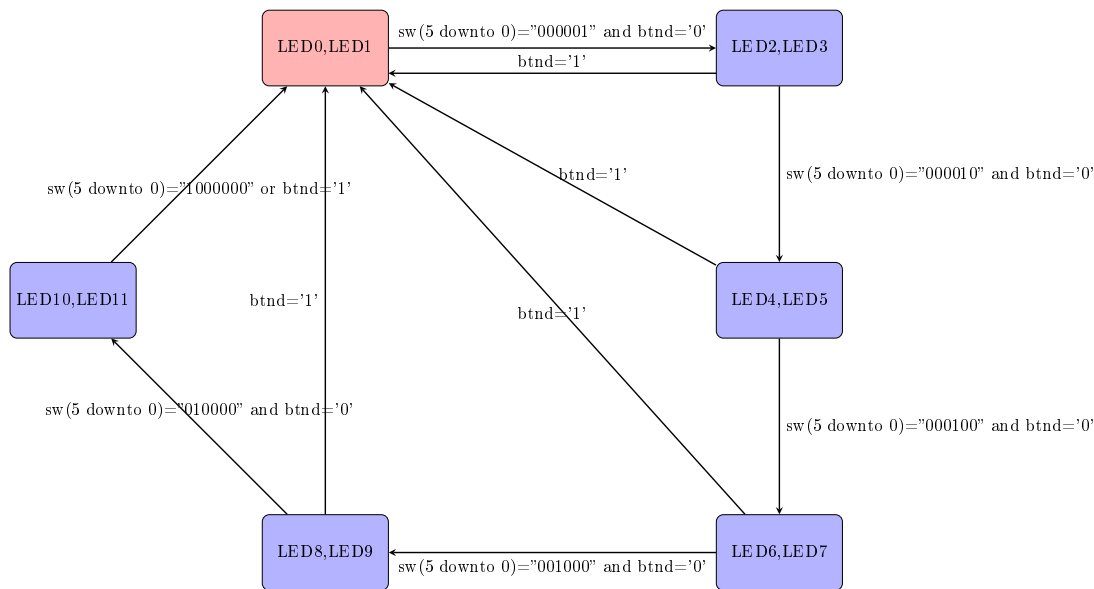 LED0,LED1
sw(5 downto 0)="000001" and btnd='0'
LED2,LED3
btnd='1'
btnd='1'
sw(5 downto 0)="000010" and btnd='0'
sw(5 downto 0)="1000000" or btnd='1'
LED10,LED11
btnd='1'
LED4,LED5
btnd='1'
sw(5 downto 0)="010000" and btnd='0'
sw(5 downto 0)="000100" and btnd='0'
LED8,LED9
sw(5 downto 0)="001000" and btnd='0'
LED6,LED7